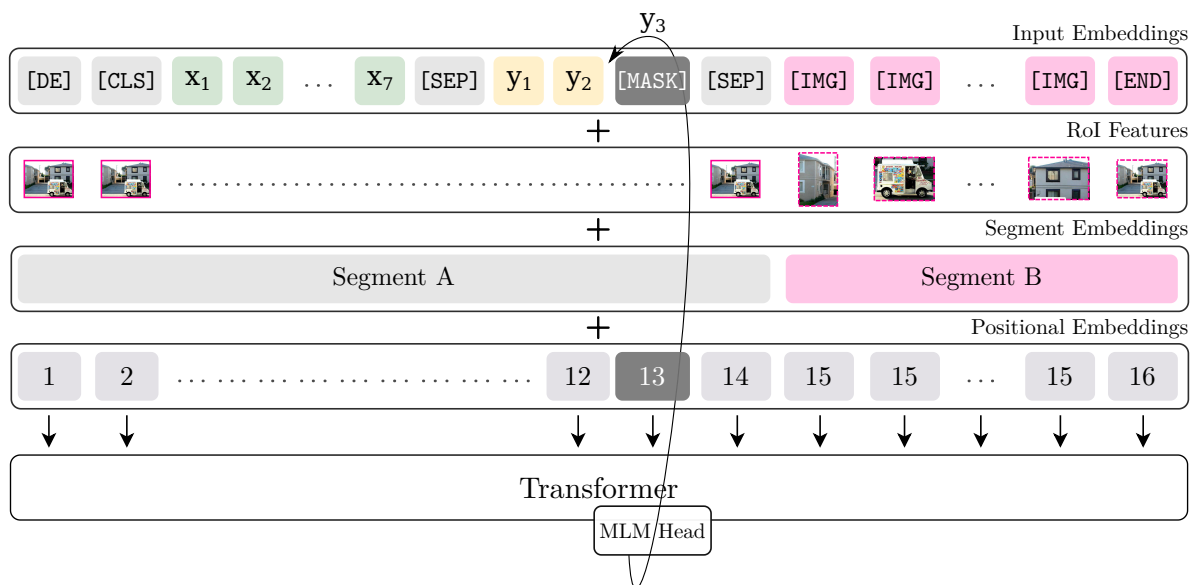 y₃
Input Embeddings
[DE] [CLS] x₁ x₂ ... x₇ [SEP] y₁ y₂ [MASK] [SEP] [IMG] [IMG] ... [IMG] [END]
+
RoI Features
+
Segment Embeddings
Segment A Segment B
+
Positional Embeddings
1 2 ... 12 13 14 15 15 ... 15 16
Transformer
MLM Head